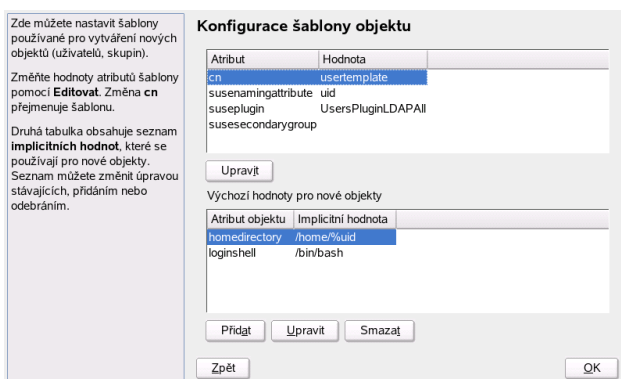 Zde můžete nastavit šablony
používané pro vytváření nových
objektů (uživatelů, skupin).
Změňte hodnoty atributů šablony
pomocí Editovat. Změna cn
přejmenuje šablonu.
Druhá tabulka obsahuje seznam
implicitních hodnot, které se
používají pro nové objekty.
Seznam můžete změnit úpravou
stávajících, přidáním nebo
odebráním.
Konfigurace šablony objektu
Atribut Hodnota
cn usertemplate
susenamingattribute uid
suseplugin UsersPluginLDAPAll
susesecondarygroup
Upravit
Výchozí hodnoty pro nové objekty
Atribut objektu Implicitní hodnota
homedirectory /home/%uid
loginshell /bin/bash
Přidat Upravit Smazat
Zpět OK